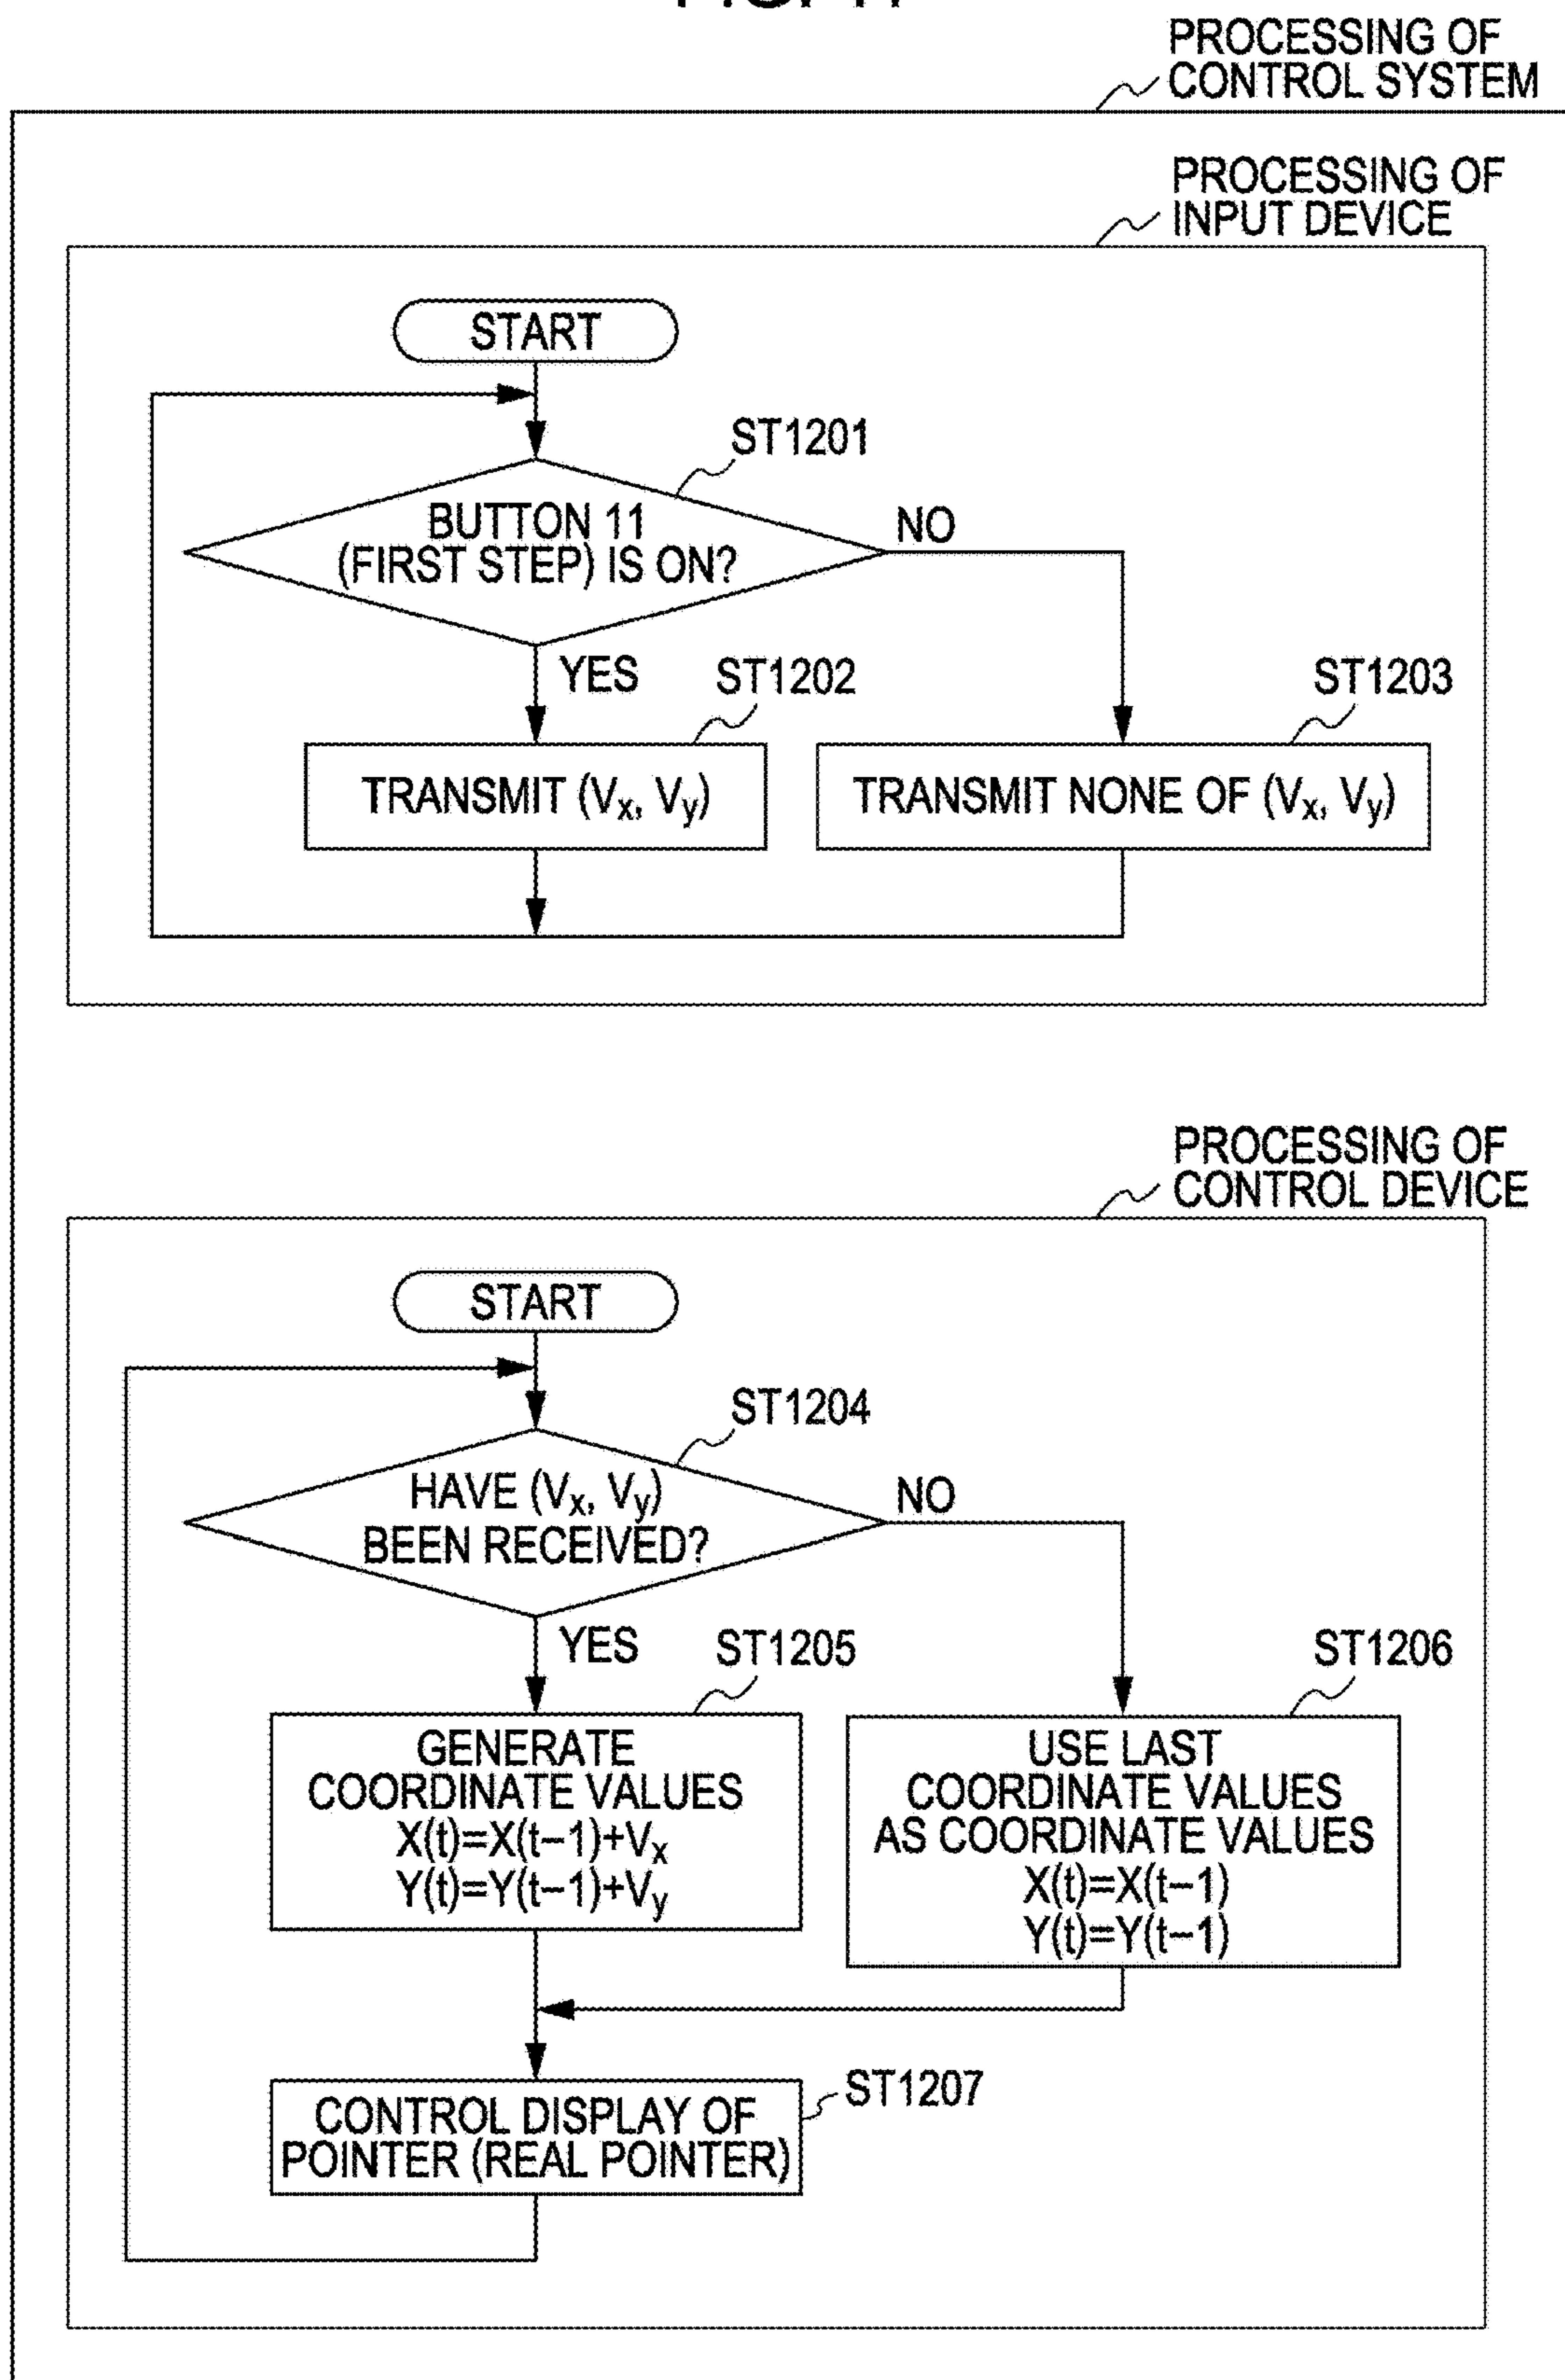 PROCESSING OF
CONTROL SYSTEM
PROCESSING OF
INPUT DEVICE
START
ST1201
BUTTON 11
(FIRST STEP) IS ON?
NO
YES
ST1202
ST1203
TRANSMIT (Vx, Vy)
TRANSMIT NONE OF (Vx, Vy)
PROCESSING OF
CONTROL DEVICE
START
ST1204
HAVE (Vx, Vy)
BEEN RECEIVED?
NO
YES
ST1205
ST1206
GENERATE
COORDINATE VALUES
X(t)=X(t−1)+Vx
Y(t)=Y(t−1)+Vy
USE LAST
COORDINATE VALUES
AS COORDINATE VALUES
X(t)=X(t−1)
Y(t)=Y(t−1)
ST1207
CONTROL DISPLAY OF
POINTER (REAL POINTER)